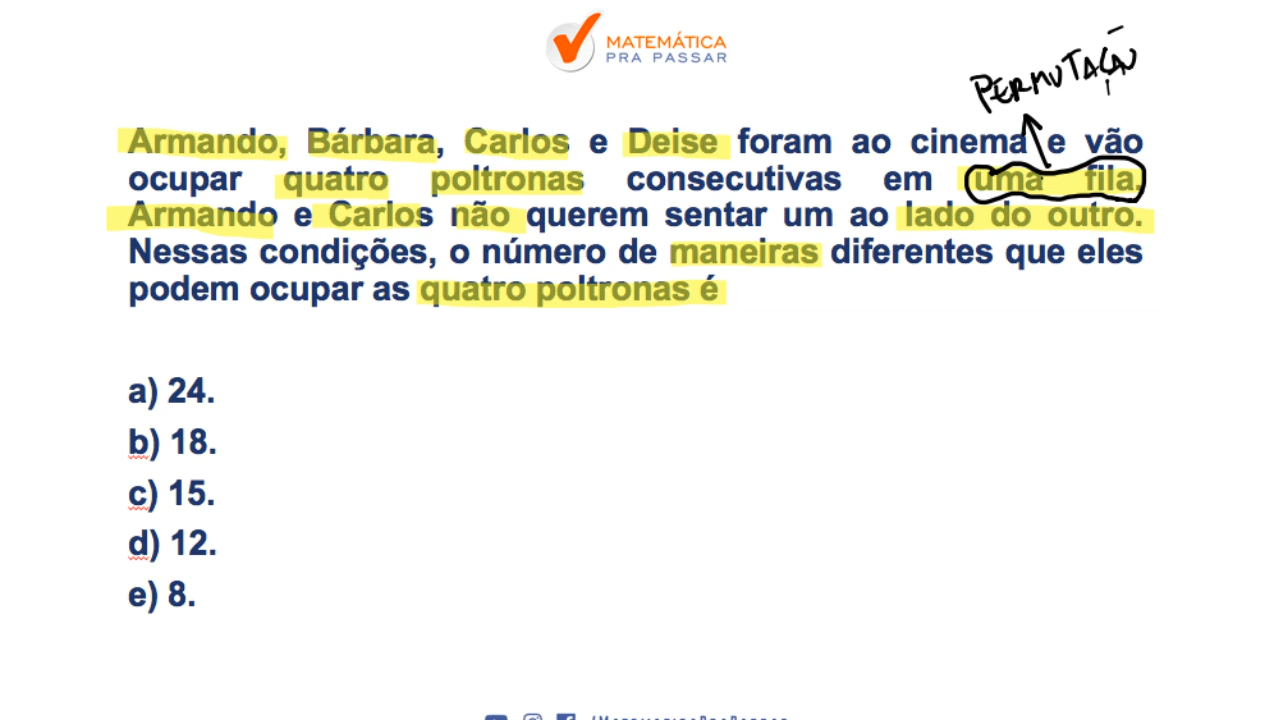 MATEMÁTICA
PRA PASSAR
PERMUTAÇÃO
Armando, Bárbara, Carlos e Deise foram ao cinema e vão
ocupar quatro poltronas consecutivas em uma fila.
Armando e Carlos não querem sentar um ao lado do outro.
Nessas condições, o número de maneiras diferentes que eles
podem ocupar as quatro poltronas é
a) 24.
b) 18.
c) 15.
d) 12.
e) 8.